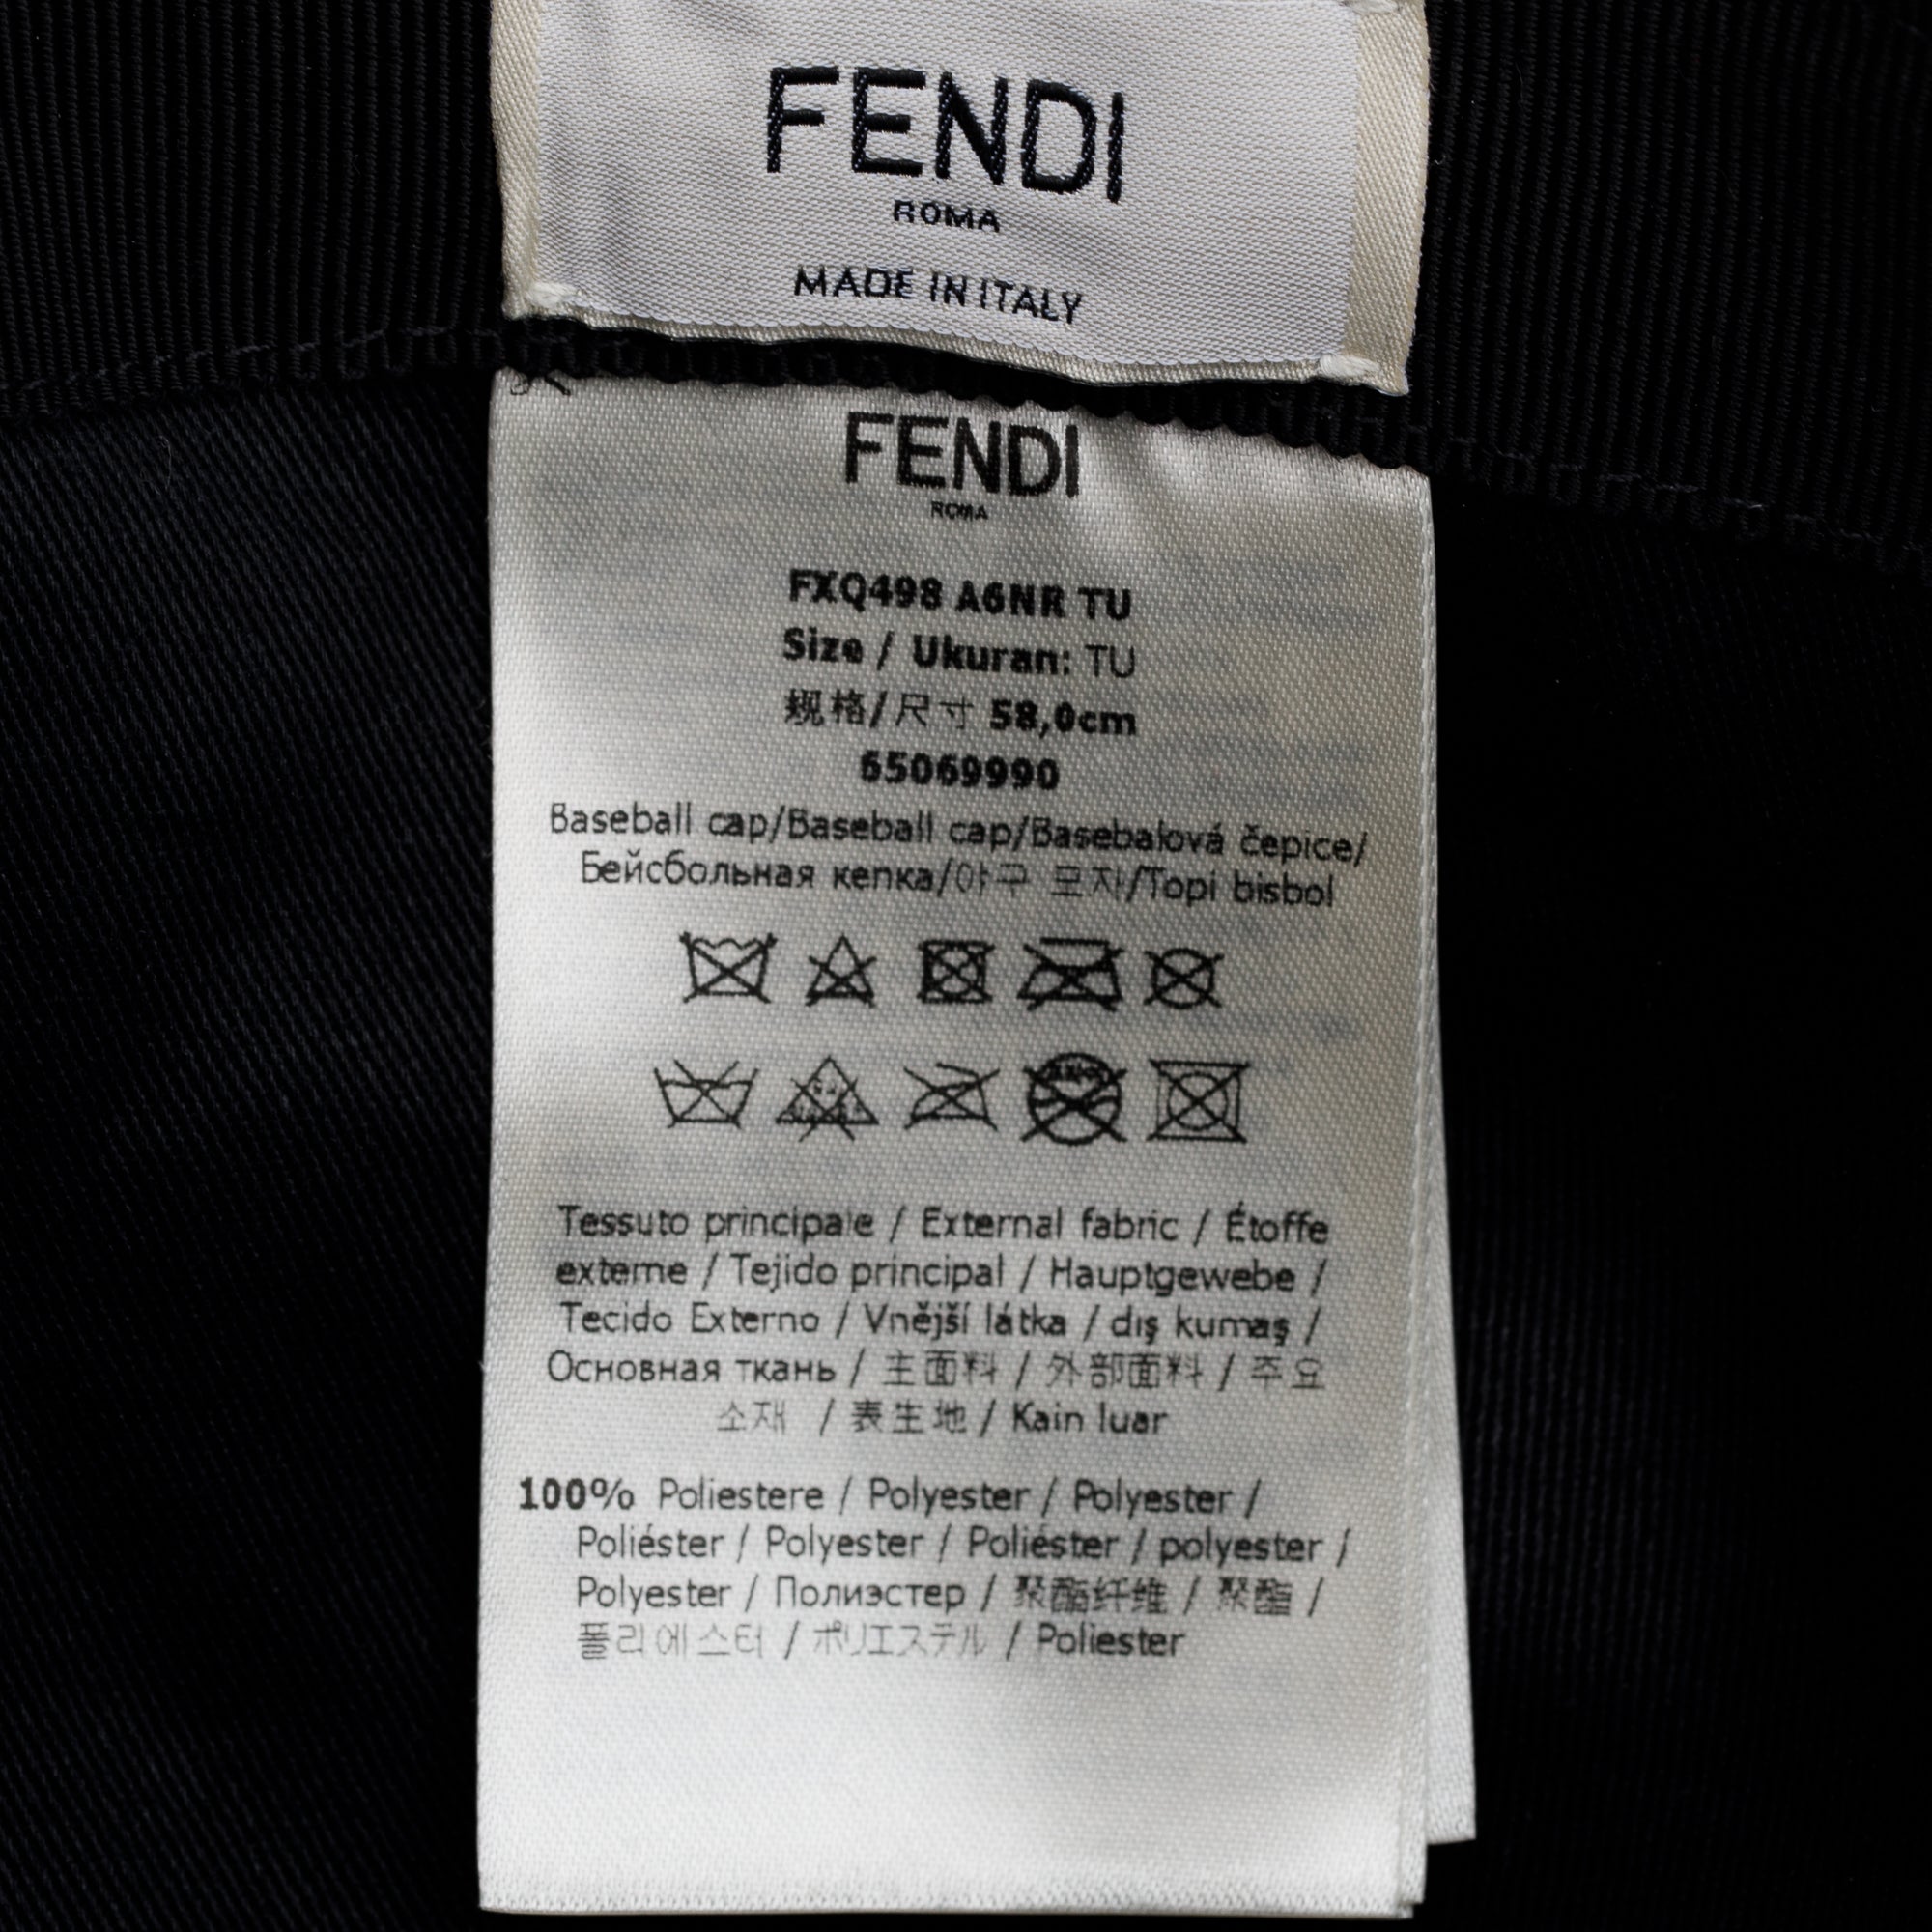 FENDI
ROMA
MADE IN ITALY
FENDI
ROMA
FXQ498 A6NR TU
Size / Ukuran: TU
规格/尺寸 58,0cm
65069990
Baseball cap/Baseball cap/Basebalová čepice/
Бейсбольная кепка/야구 모자/Topi bisbol
Tessuto principale / External fabric / Étoffe
externe / Tejido principal / Hauptgewebe /
Tecido Externo / Vnější látka / dış kumaş /
Основная ткань / 主面料 / 外部面料 / 주요
소재 / 表生地 / Kain luar
100% Poliestere / Polyester / Polyester /
Poliéster / Polyester / Poliéster / polyester /
Polyester / Полиэстер / 聚酯纤维 / 聚酯 /
폴리에스터 / ポリエステル / Poliester